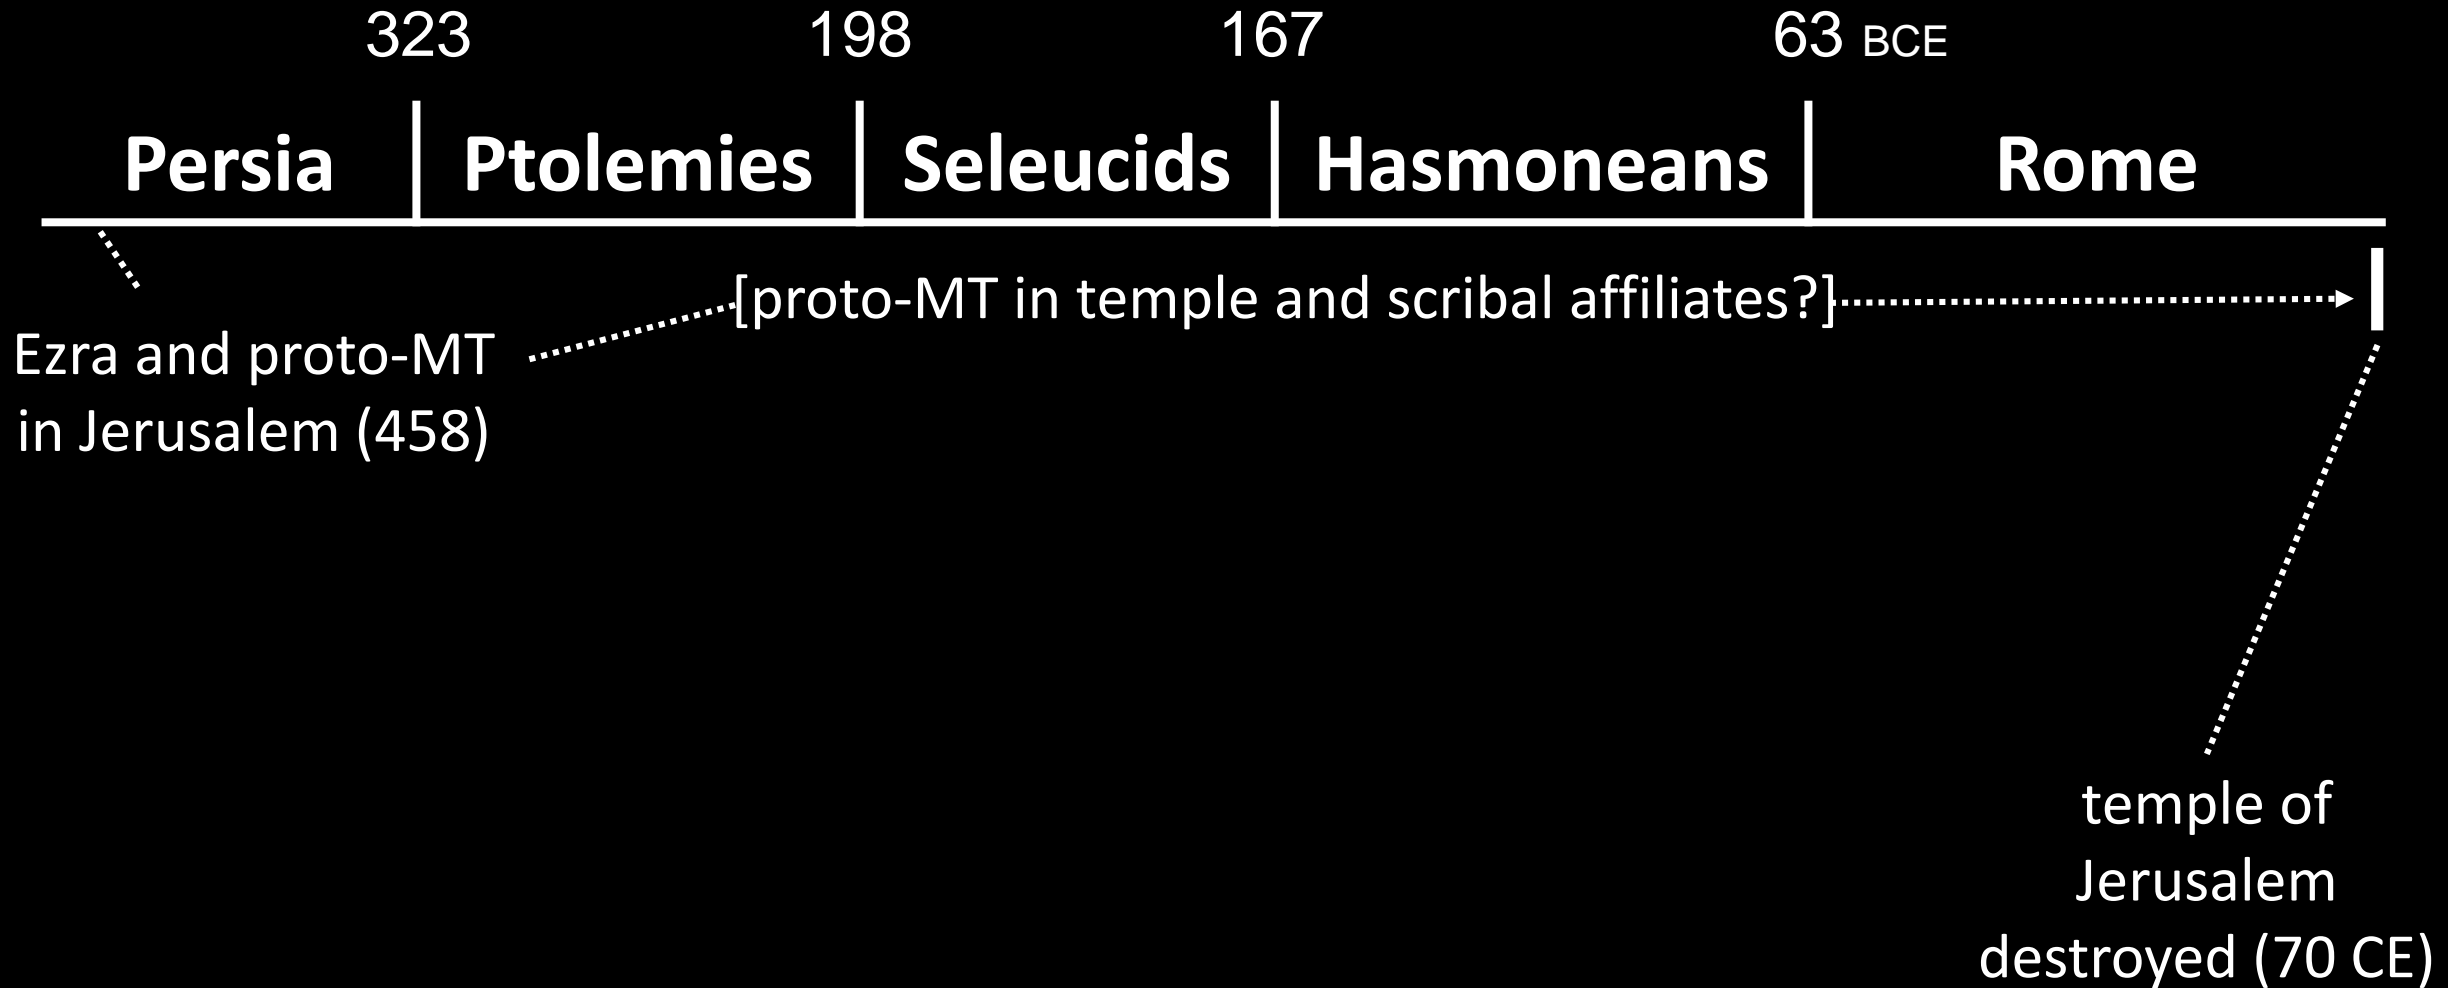 323 198 167 63 BCE
Persia Ptolemies Seleucids Hasmoneans Rome
[proto-MT in temple and scribal affiliates?]
Ezra and proto-MT
in Jerusalem (458)
temple of
Jerusalem
destroyed (70 CE)